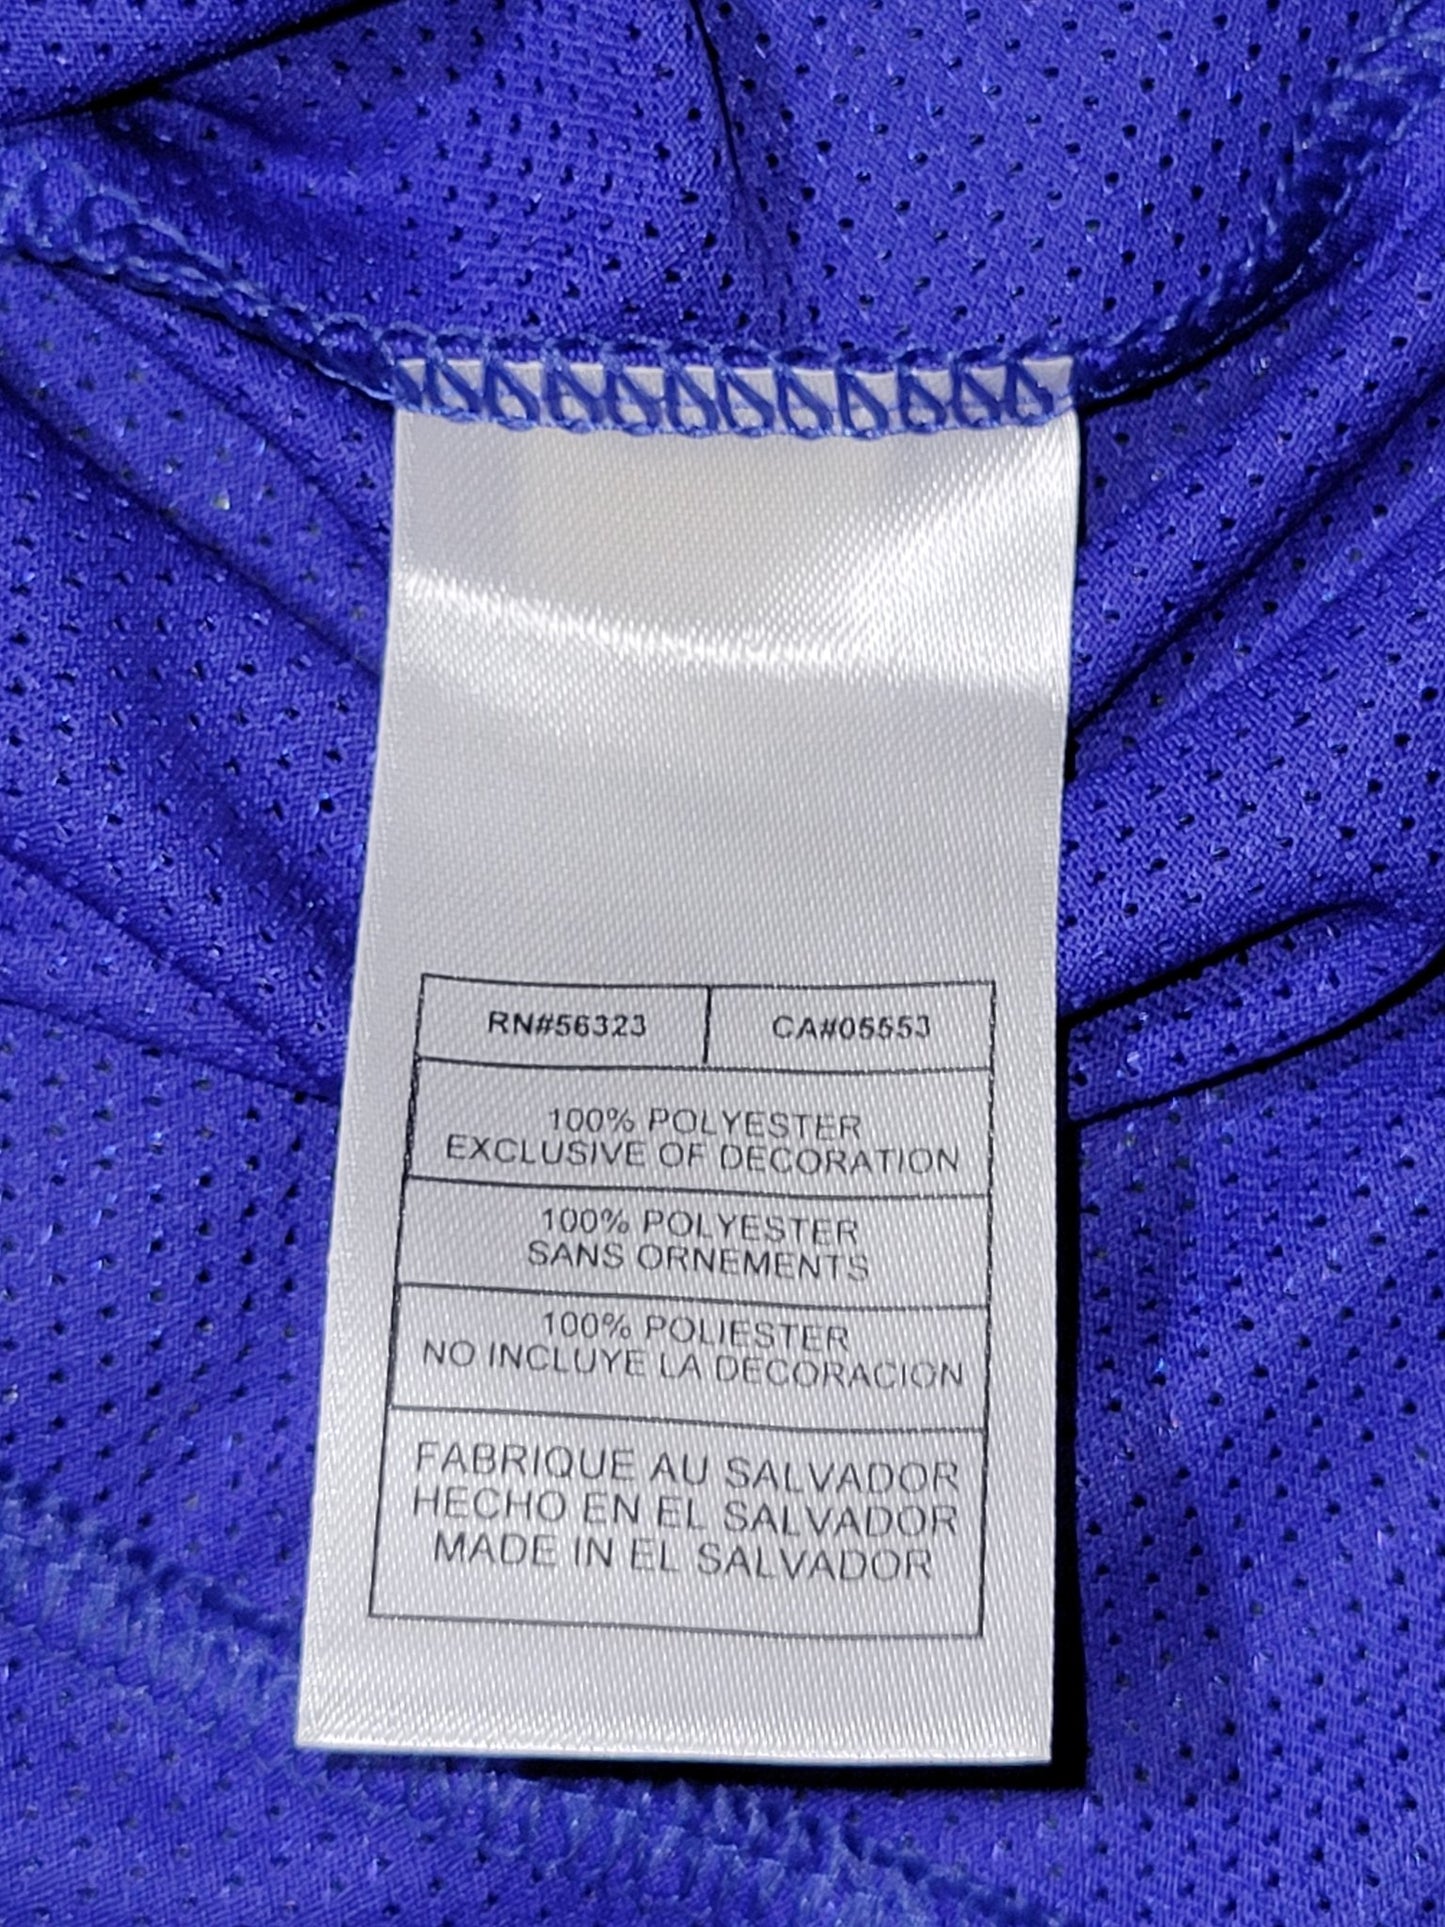 RN#56323 CA#05553
100% POLYESTER
EXCLUSIVE OF DECORATION
100% POLYESTER
SANS ORNEMENTS
100% POLIESTER
NO INCLUYE LA DECORACION
FABRIQUE AU SALVADOR
HECHO EN EL SALVADOR
MADE IN EL SALVADOR